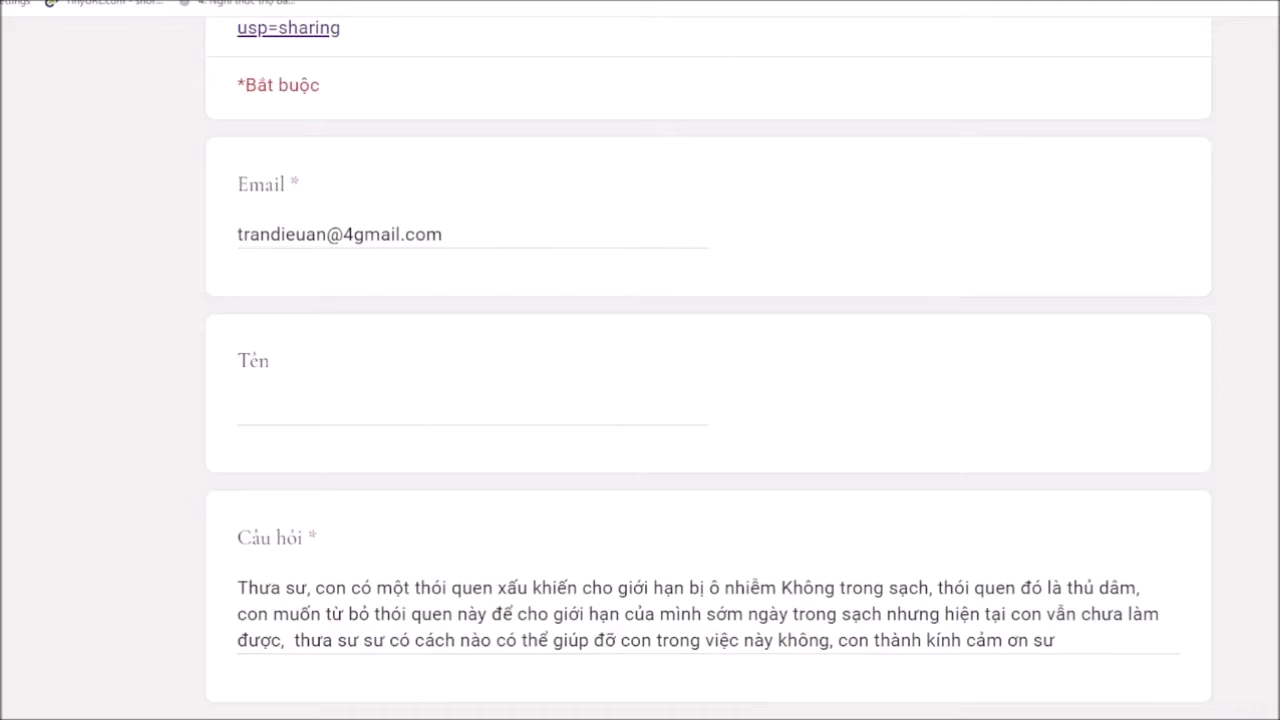 usp=sharing
*Bắt buộc
Email *
trandieuan@4gmail.com
Tên
Câu hỏi *
Thưa sư, con có một thói quen xấu khiến cho giới hạn bị ô nhiễm Không trong sạch, thói quen đó là thủ dâm,
con muốn từ bỏ thói quen này để cho giới hạn của mình sớm ngày trong sạch nhưng hiện tại con vẫn chưa làm
được, thưa sư sư có cách nào có thể giúp đỡ con trong việc này không, con thành kính cảm ơn sư